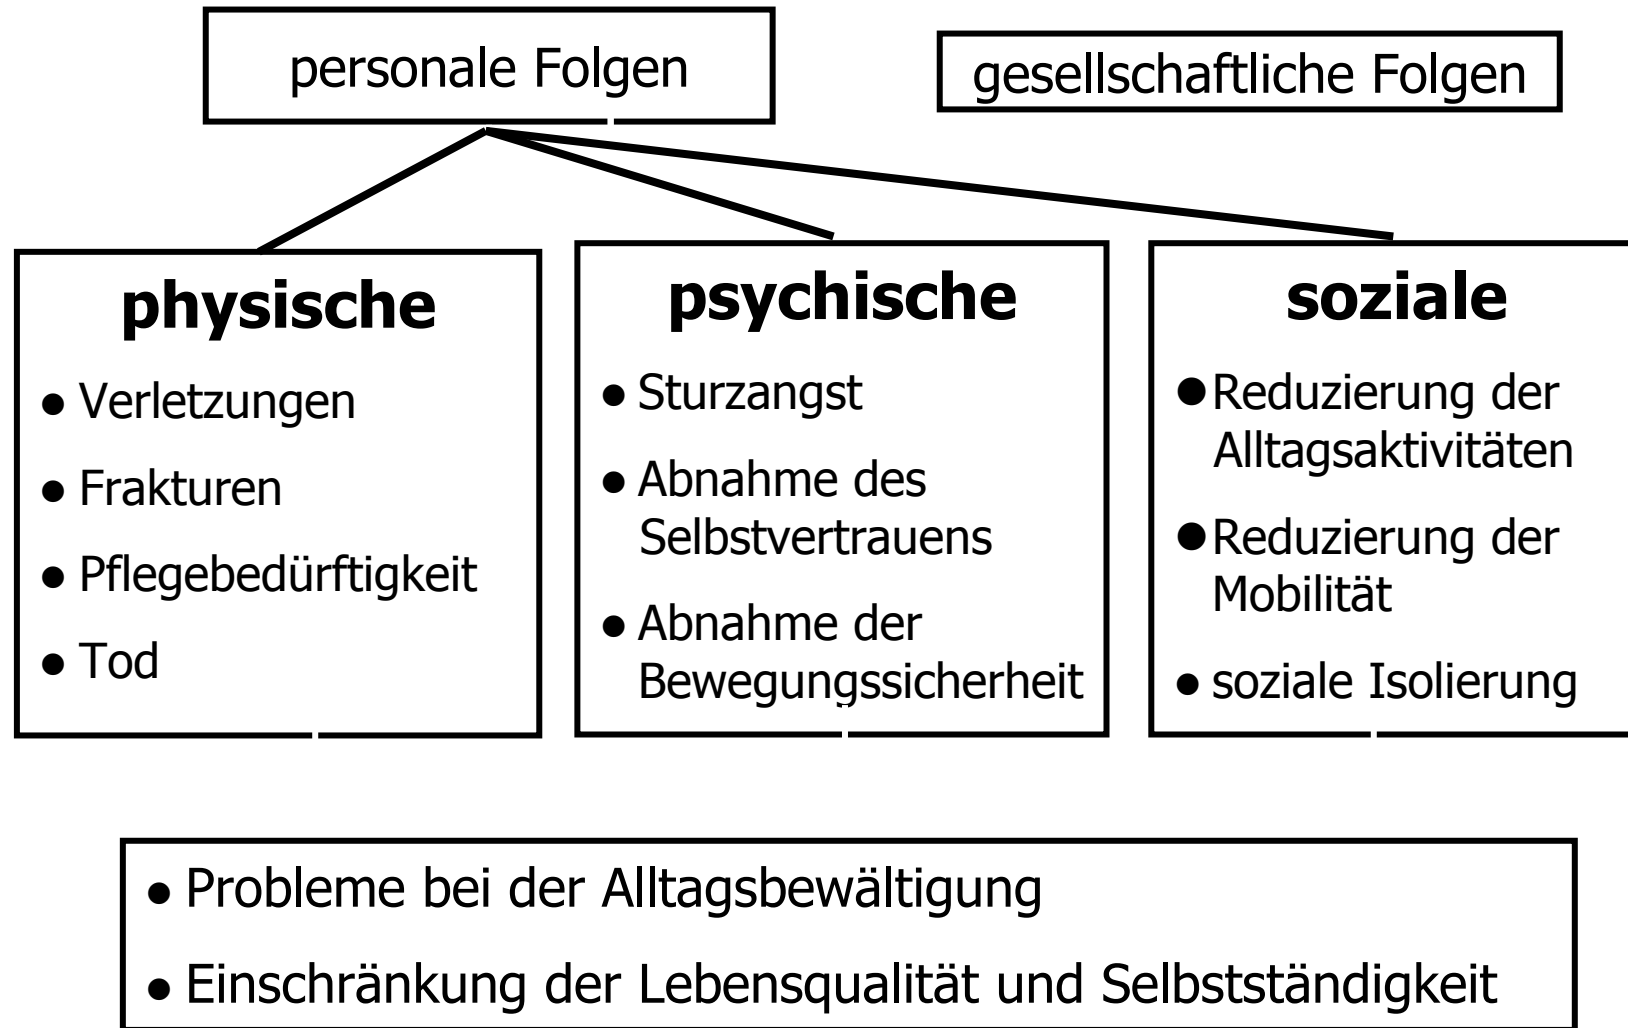 personale Folgen
gesellschaftliche Folgen
physische
• Verletzungen
• Frakturen
• Pflegebedürftigkeit
• Tod
psychische
• Sturzangst
• Abnahme des
Selbstvertrauens
• Abnahme der
Bewegungssicherheit
soziale
• Reduzierung der
Alltagsaktivitäten
• Reduzierung der
Mobilität
• soziale Isolierung
• Probleme bei der Alltagsbewältigung
• Einschränkung der Lebensqualität und Selbstständigkeit